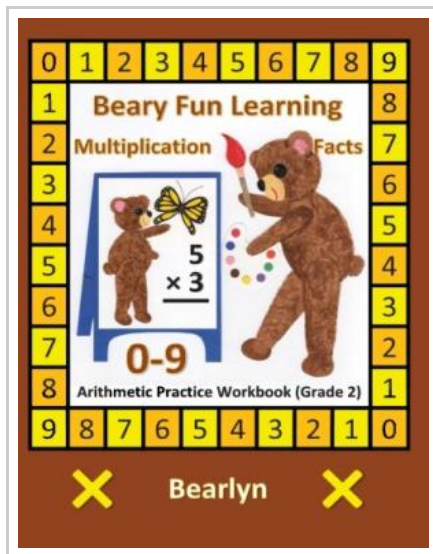 0 1 2 3 4 5 6 7 8 9
1 Beary Fun Learning 8
2 Multiplication Facts 7
3 6
4 5
5 5 4
× 3
6 3
7 0-9 2
8 Arithmetic Practice Workbook (Grade 2) 1
9 8 7 6 5 4 3 2 1 0
× Bearlyn ×